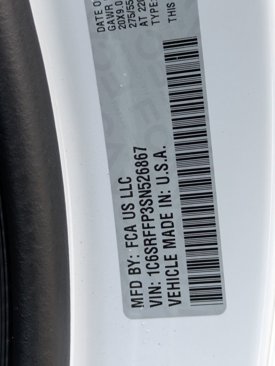 MFD BY: FCA US LLC
VIN: 1C6SRFFP3SN526867
VEHICLE MADE IN: U.S.A.
DATE O
GAWR
20X9.0
275/55
AT 220
TYPE:
THIS